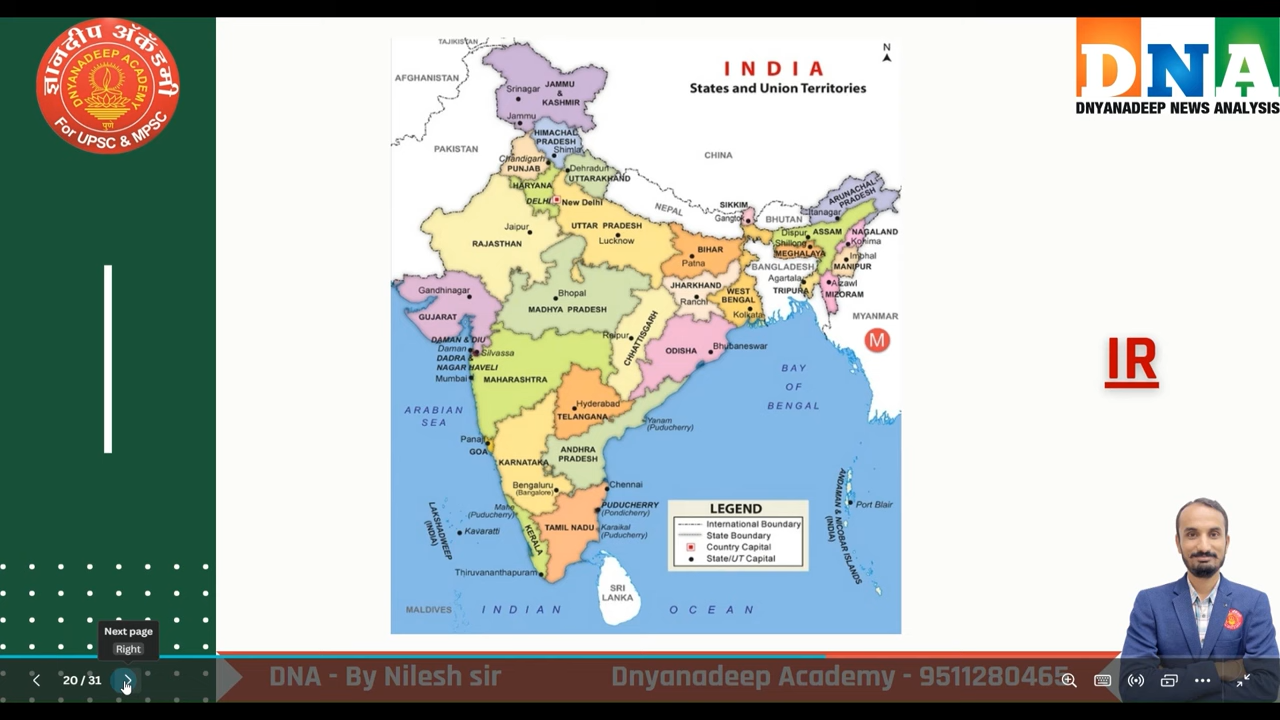 ज्ञानदीप अॅकॅडमी
DNYANADEEP ACADEMY
पुणे
For UPSC & MPSC
DNA
DNYANADEEP NEWS ANALYSIS
INDIA
States and Union Territories
N
TAJIKISTAN
AFGHANISTAN
PAKISTAN
CHINA
NEPAL
BHUTAN
BANGLADESH
MYANMAR
Srinagar
JAMMU
&
KASHMIR
Jammu
HIMACHAL
PRADESH
Shimla
Chandigarh
PUNJAB
Dehradun
UTTARAKHAND
HARYANA
DELHI
New Delhi
Jaipur
RAJASTHAN
UTTAR PRADESH
Lucknow
SIKKIM
Gangtok
ARUNACHAL
PRADESH
Itanagar
Dispur
ASSAM
NAGALAND
Kohima
Shillong
MEGHALAYA
Imphal
MANIPUR
Agartala
TRIPURA
Aizawl
MIZORAM
BIHAR
Patna
JHARKHAND
Ranchi
WEST
BENGAL
Kolkata
Gandhinagar
GUJARAT
Bhopal
MADHYA PRADESH
Raipur
CHHATTISGARH
ODISHA
Bhubaneswar
DAMAN & DIU
Daman
Silvassa
DADRA &
NAGAR HAVELI
Mumbai
MAHARASHTRA
Hyderabad
TELANGANA
Yanam
(Puducherry)
ARABIAN
SEA
BAY
OF
BENGAL
Panaji
GOA
KARNATAKA
ANDHRA
PRADESH
Bengaluru
(Bangalore)
Chennai
Mahe
(Puducherry)
PUDUCHERRY
(Pondicherry)
TAMIL NADU
Karaikal
(Puducherry)
KERALA
Thiruvananthapuram
LAKSHADWEEP
(INDIA)
Kavaratti
ANDAMAN & NICOBAR ISLANDS
(INDIA)
Port Blair
SRI
LANKA
MALDIVES
INDIAN OCEAN
LEGEND
International Boundary
State Boundary
Country Capital
State/UT Capital
M
IR
Next page
Right
20 / 31
DNA - By Nilesh sir
Dnyanadeep Academy - 9511280465